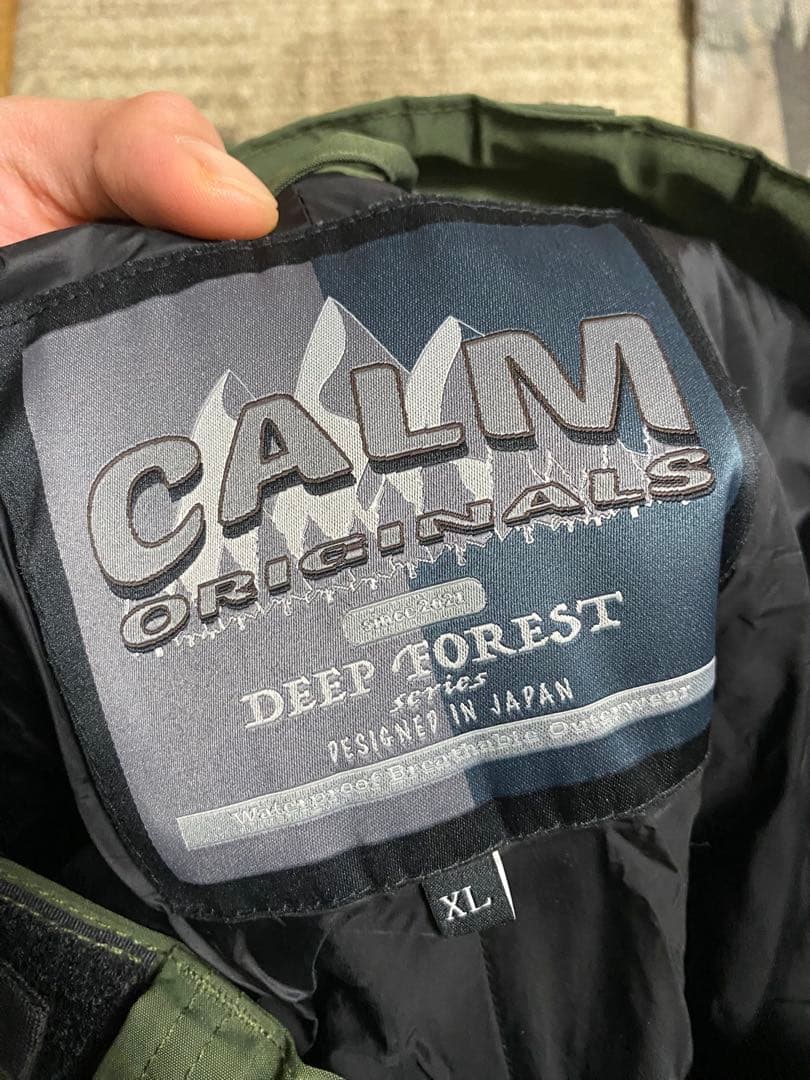 CALM
ORIGINALS
since 2021
DEEP FOREST
series
DESIGNED IN JAPAN
Waterproof Breathable Outerwear
XL